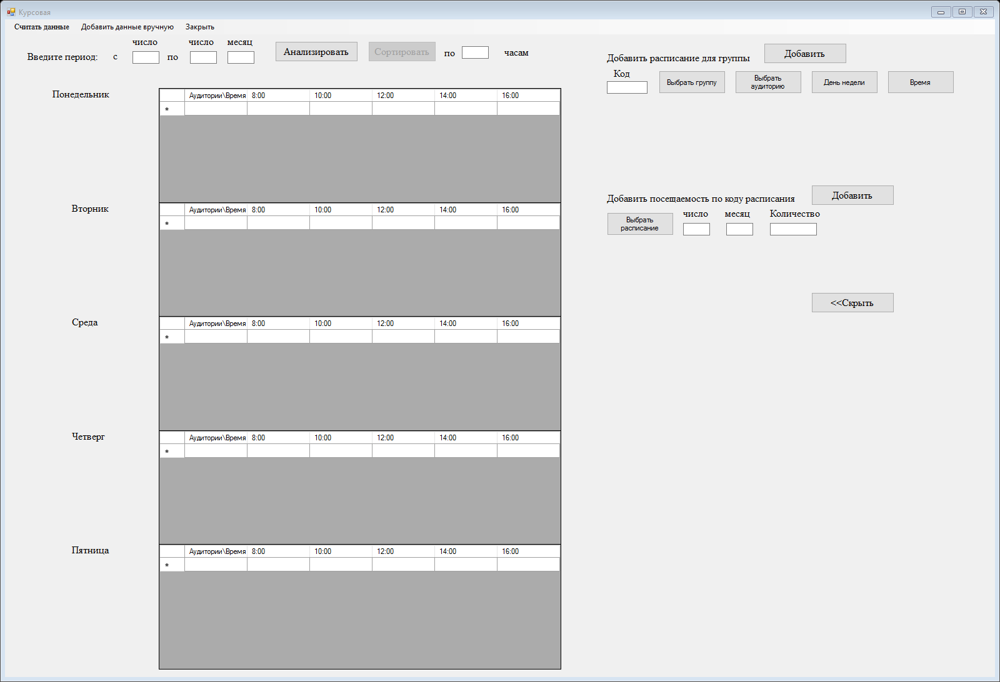 Курсовая
Считать данные Добавить данные вручную Закрыть
число число месяц
Введите период: с по Анализировать Сортировать по часам
Добавить расписание для группы Добавить
Код
Выбрать группу Выбрать аудиторию День недели Время
Понедельник
Аудитории\Время 8:00 10:00 12:00 14:00 16:00
*
Добавить посещаемость по коду расписания Добавить
число месяц Количество
Выбрать расписание
Вторник
Аудитории\Время 8:00 10:00 12:00 14:00 16:00
*
<<Скрыть
Среда
Аудитории\Время 8:00 10:00 12:00 14:00 16:00
*
Четверг
Аудитории\Время 8:00 10:00 12:00 14:00 16:00
*
Пятница
Аудитории\Время 8:00 10:00 12:00 14:00 16:00
*